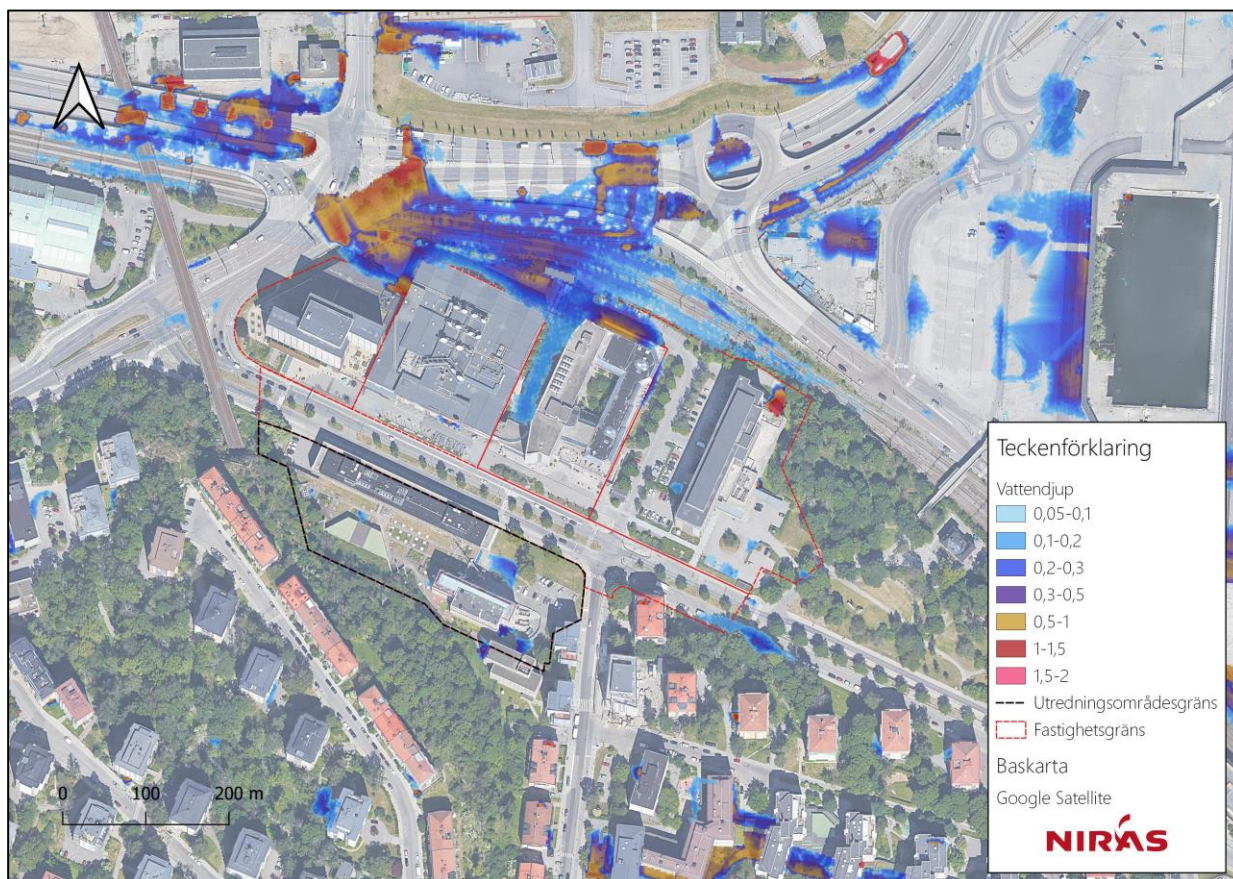 Teckenförklaring
Vattendjup
0,05-0,1
0,1-0,2
0,2-0,3
0,3-0,5
0,5-1
1-1,5
1,5-2
Utredningsområdesgräns
Fastighetsgräns
Baskarta
Google Satellite
NIRÁS
0 100 200 m